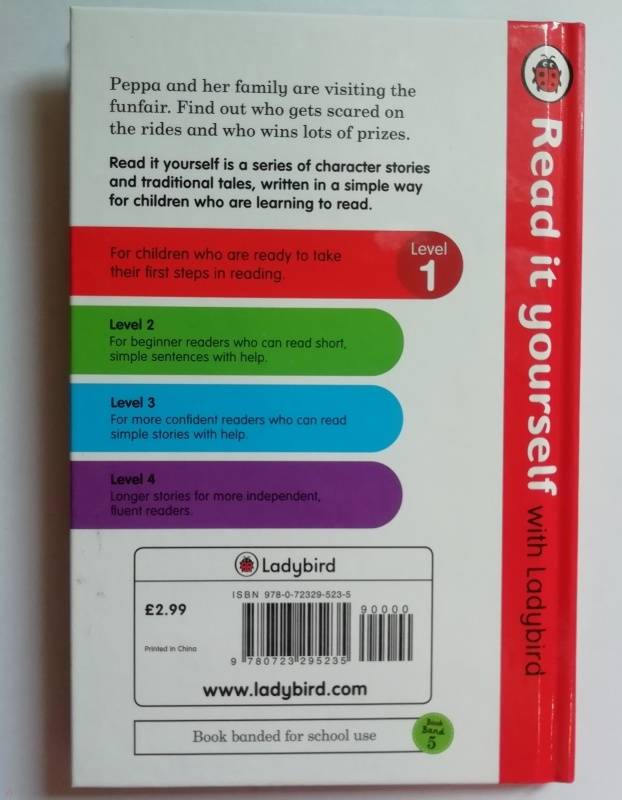 Peppa and her family are visiting the
funfair. Find out who gets scared on
the rides and who wins lots of prizes.
Read it yourself is a series of character stories
and traditional tales, written in a simple way
for children who are learning to read.
For children who are ready to take
their first steps in reading.
Level
1
Level 2
For beginner readers who can read short,
simple sentences with help.
Level 3
For more confident readers who can read
simple stories with help.
Level 4
Longer stories for more independent,
fluent readers.
Ladybird
ISBN 978-0-72329-523-5
£2.99
90000
Printed in China
9 780723 295235
www.ladybird.com
Book banded for school use
Book
Band
5
Read it yourself with Ladybird